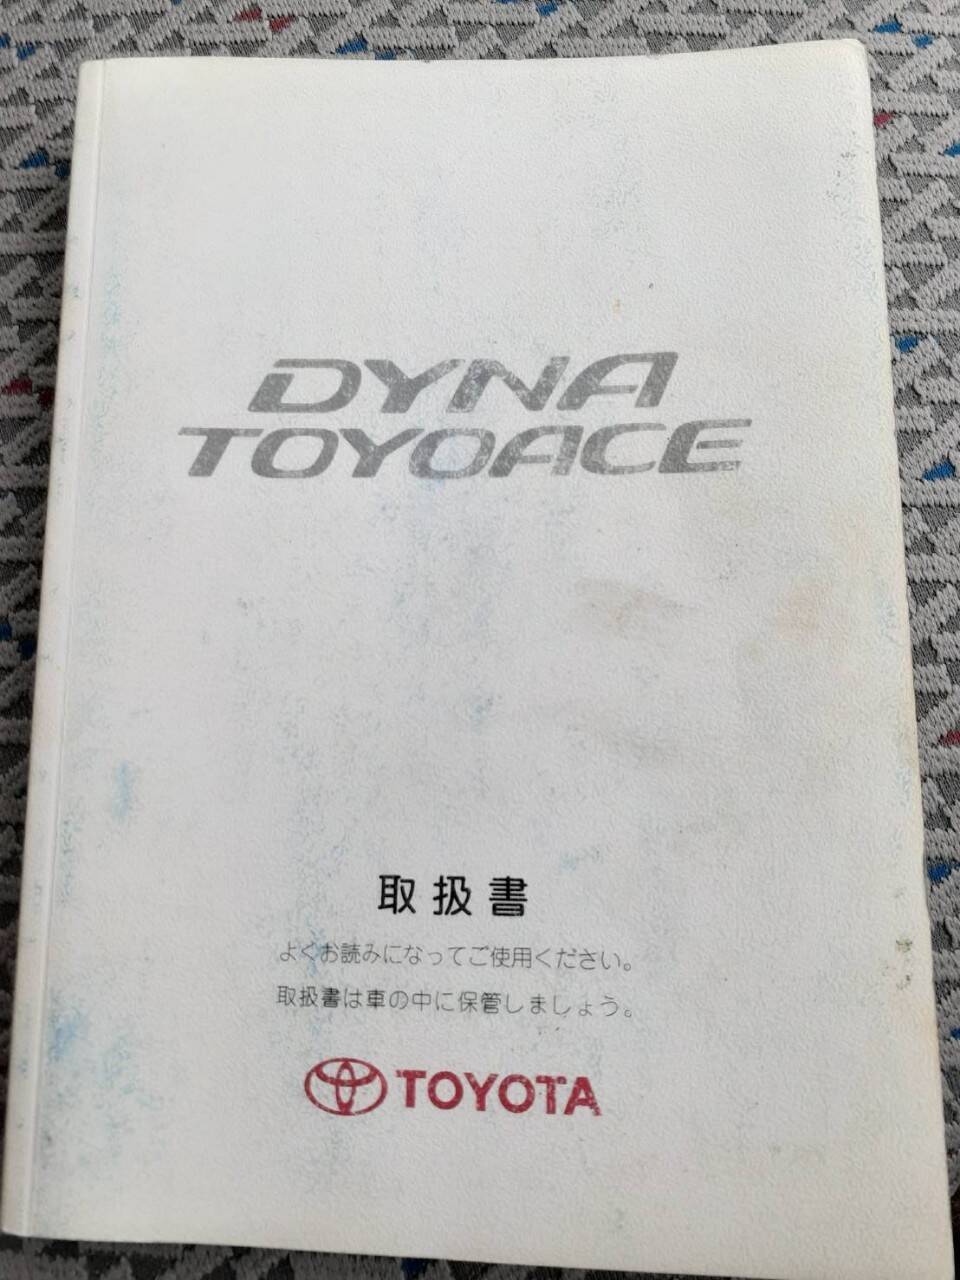 DYNA
TOYOACE
取扱書
よくお読みになってご使用ください。
取扱書は車の中に保管しましょう。
TOYOTA